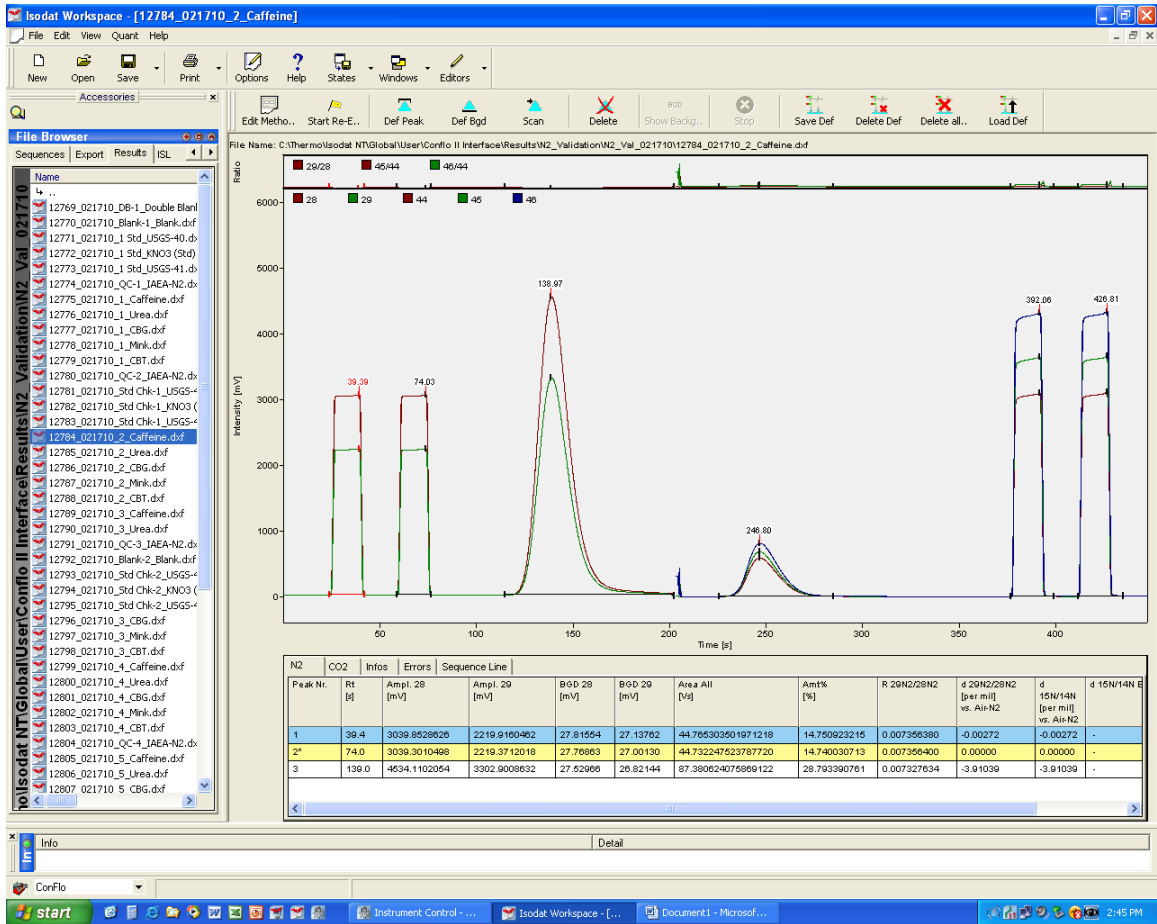 Isodat Workspace - [12784_021710_2_Caffeine]
File Edit View Quant Help
New Open Save Print Options Help States Windows Editors
Accessories
Edit Metho.. Start Re-E.. Def Peak Def Bgd Scan Delete Show Backg.. Stop Save Def Delete Def Delete all.. Load Def
File Browser
Sequences Export Results ISL
File Name: C:\Thermo\Isodat NT\Global\User\Conflo II Interface\Results\N2_Validation\N2_Val_021710\12784_021710_2_Caffeine.dxf
no\Isodat NT\Global\User\Conflo II Interface\Results\N2_Validation\N2_Val_021710
Name
..
12769_021710_DB-1_Double Blanl
12770_021710_Blank-1_Blank.dxf
12771_021710_1 Std_USGS-40.dx
12772_021710_1 Std_KNO3 (Std)
12773_021710_1 Std_USGS-41.dx
12774_021710_QC-1_IAEA-N2.dx
12775_021710_1_Caffeine.dxf
12776_021710_1_Urea.dxf
12777_021710_1_CBG.dxf
12778_021710_1_Mink.dxf
12779_021710_1_CBT.dxf
12780_021710_QC-2_IAEA-N2.dx
12781_021710_Std Chk-1_USGS-4
12782_021710_Std Chk-1_KNO3 (
12783_021710_Std Chk-1_USGS-4
12784_021710_2_Caffeine.dxf
12785_021710_2_Urea.dxf
12786_021710_2_CBG.dxf
12787_021710_2_Mink.dxf
12788_021710_2_CBT.dxf
12789_021710_3_Caffeine.dxf
12790_021710_3_Urea.dxf
12791_021710_QC-3_IAEA-N2.dx
12792_021710_Blank-2_Blank.dxf
12793_021710_Std Chk-2_USGS-4
12794_021710_Std Chk-2_KNO3 (
12795_021710_Std Chk-2_USGS-4
12796_021710_3_CBG.dxf
12797_021710_3_Mink.dxf
12798_021710_3_CBT.dxf
12799_021710_4_Caffeine.dxf
12800_021710_4_Urea.dxf
12801_021710_4_CBG.dxf
12802_021710_4_Mink.dxf
12803_021710_4_CBT.dxf
12804_021710_QC-4_IAEA-N2.dx
12805_021710_5_Caffeine.dxf
12806_021710_5_Urea.dxf
12807 021710 5 CBG.dxf
Ratio
29/28 45/44 46/44
28 29 44 45 46
Intensity [mV]
6000
5000
4000
3000
2000
1000
0
39.39 74.03 138.97 246.80 392.06 426.81
50 100 150 200 250 300 350 400
Time [s]
N2 CO2 Infos Errors Sequence Line
Peak Nr. Rt [s] Ampl. 28 [mV] Ampl. 29 [mV] BGD 28 [mV] BGD 29 [mV] Area All [Vs] Amt% [%] R 29N2/28N2 d 29N2/28N2 [per mil] vs. Air-N2 d 15N/14N [per mil] vs. Air-N2 d 15N/14N E
1 39.4 3039.8528626 2219.9160462 27.81554 27.13762 44.765303501971218 14.750923215 0.007356380 -0.00272 -0.00272 -
2* 74.0 3039.3010498 2219.3712018 27.76863 27.00130 44.732247523787720 14.740030713 0.007356400 0.00000 0.00000 -
3 139.0 4534.1102054 3302.9008632 27.52966 26.82144 87.380624075869122 28.793390761 0.007327634 -3.91039 -3.91039 -
In
Info Detail
ConFlo
start Instrument Control - ... Isodat Workspace - [... Document1 - Microsof... 2:45 PM